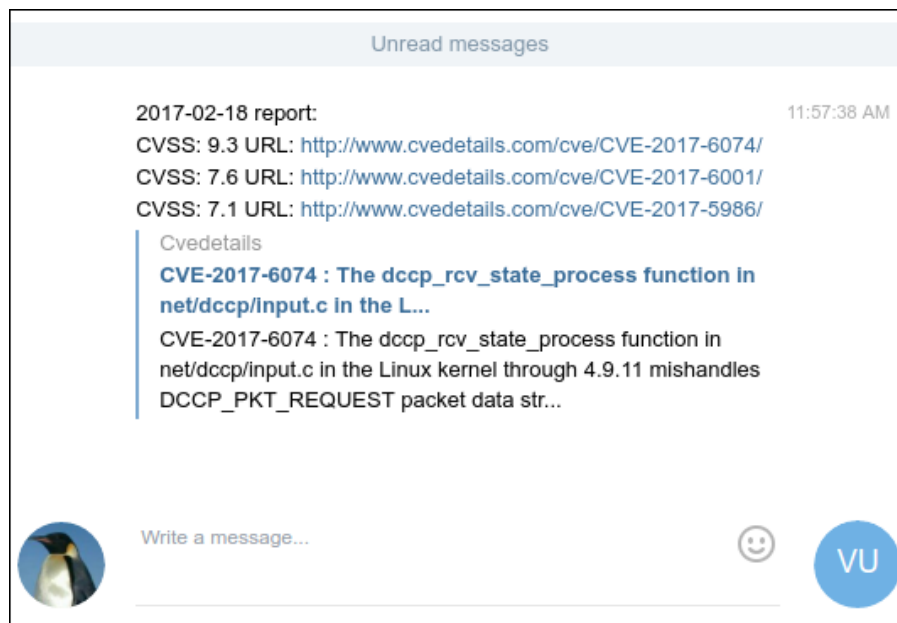 Unread messages
2017-02-18 report:
11:57:38 AM
CVSS: 9.3 URL: http://www.cvedetails.com/cve/CVE-2017-6074/
CVSS: 7.6 URL: http://www.cvedetails.com/cve/CVE-2017-6001/
CVSS: 7.1 URL: http://www.cvedetails.com/cve/CVE-2017-5986/
Cvedetails
CVE-2017-6074 : The dccp_rcv_state_process function in
net/dccp/input.c in the L...
CVE-2017-6074 : The dccp_rcv_state_process function in
net/dccp/input.c in the Linux kernel through 4.9.11 mishandles
DCCP_PKT_REQUEST packet data str...
Write a message...
VU